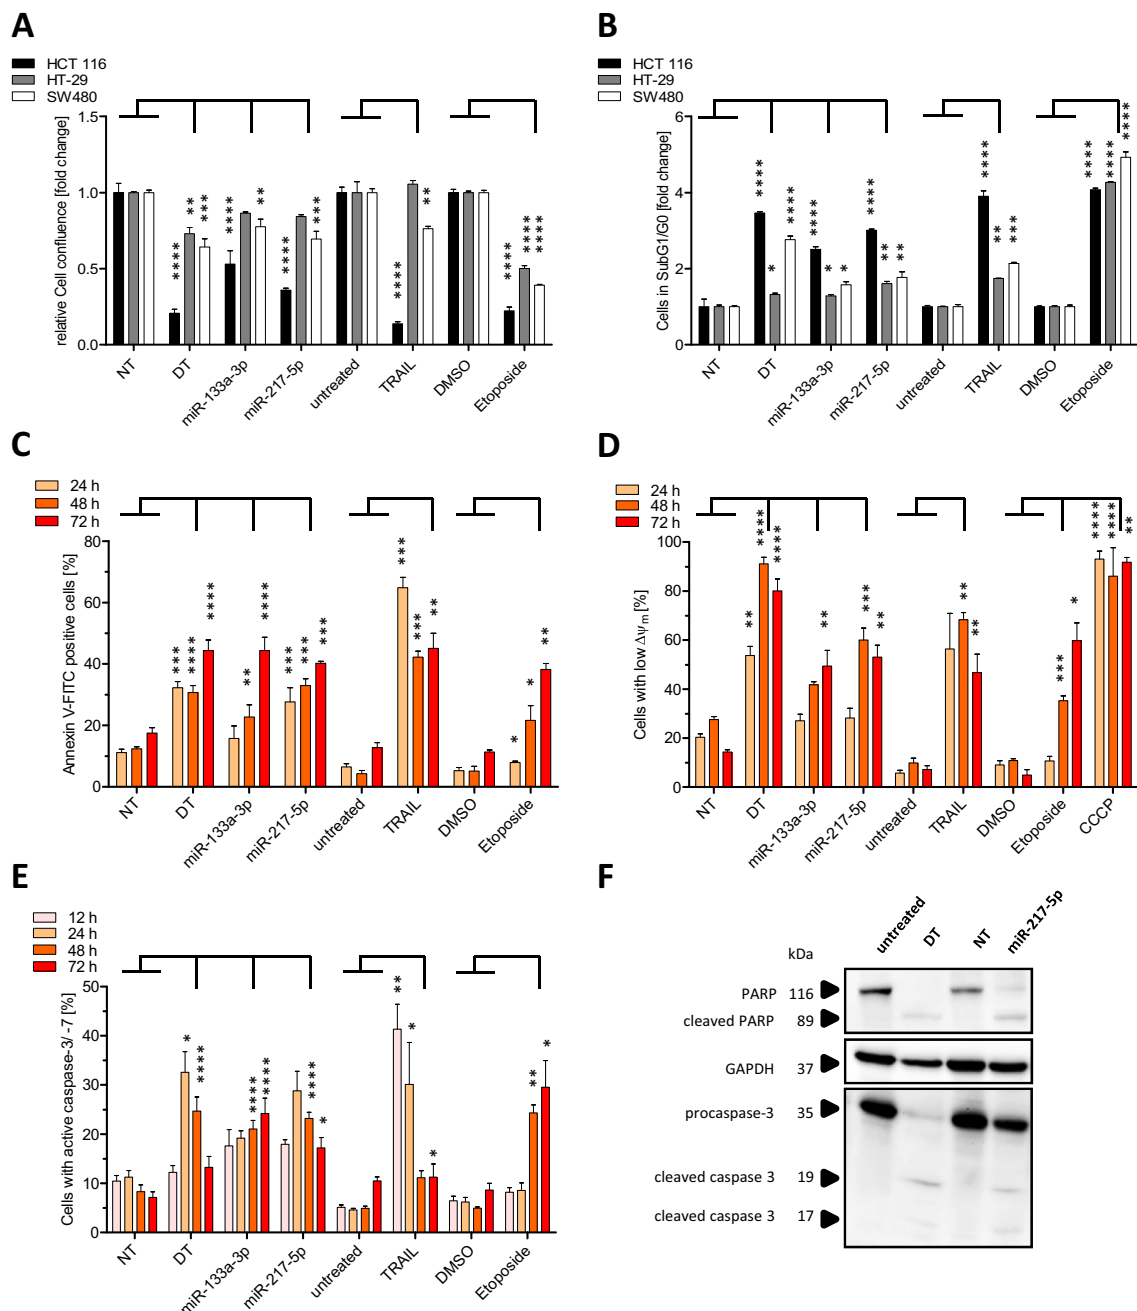 A
HCT 116
HT-29
SW480
relative Cell confluence [fold change]
1.5
1.0
0.5
0.0
**** ** *** **** ** **** *** **** ** **** **** ****
NT DT miR-133a-3p miR-217-5p untreated TRAIL DMSO Etoposide
B
HCT 116
HT-29
SW480
Cells in SubG1/G0 [fold change]
6
4
2
0
**** * **** **** * * **** ** ** **** ** *** **** **** ****
NT DT miR-133a-3p miR-217-5p untreated TRAIL DMSO Etoposide
C
24 h
48 h
72 h
Annexin V-FITC positive cells [%]
80
60
40
20
0
*** **** **** ** **** *** *** *** *** *** ** * * **
NT DT miR-133a-3p miR-217-5p untreated TRAIL DMSO Etoposide
D
24 h
48 h
72 h
Cells with low Δψm [%]
100
80
60
40
20
0
** **** **** ** *** ** ** ** *** * **** **** **
NT DT miR-133a-3p miR-217-5p untreated TRAIL DMSO Etoposide CCCP
E
12 h
24 h
48 h
72 h
Cells with active caspase-3/ -7 [%]
50
40
30
20
10
0
* **** **** **** **** * ** * * ** *
NT DT miR-133a-3p miR-217-5p untreated TRAIL DMSO Etoposide
F
untreated DT NT miR-217-5p
kDa
PARP 116
cleaved PARP 89
GAPDH 37
procaspase-3 35
cleaved caspase 3 19
cleaved caspase 3 17